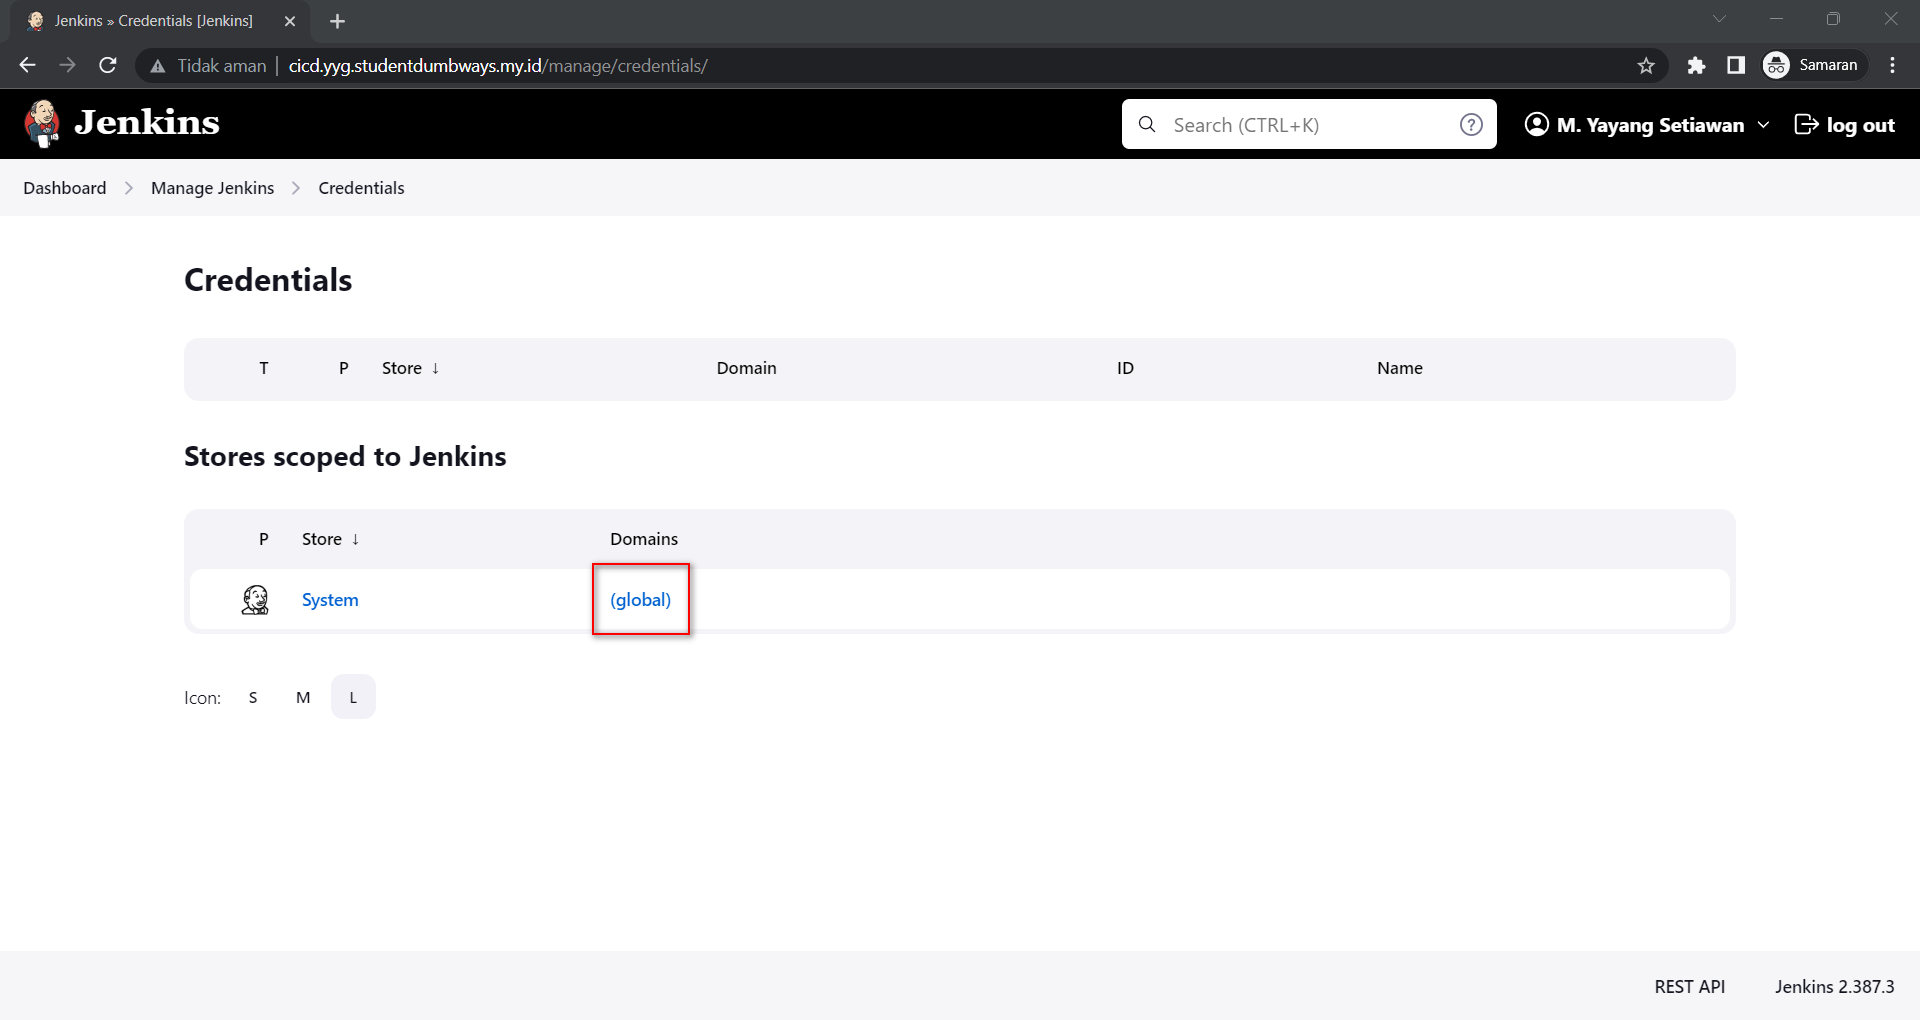 Jenkins » Credentials [Jenkins]
Tidak aman cicd.yyg.studentdumbways.my.id/manage/credentials/ Samaran
Jenkins Search (CTRL+K) M. Yayang Setiawan log out
Dashboard Manage Jenkins Credentials
Credentials
T P Store ↓ Domain ID Name
Stores scoped to Jenkins
P Store ↓ Domains
System (global)
Icon: S M L
REST API Jenkins 2.387.3